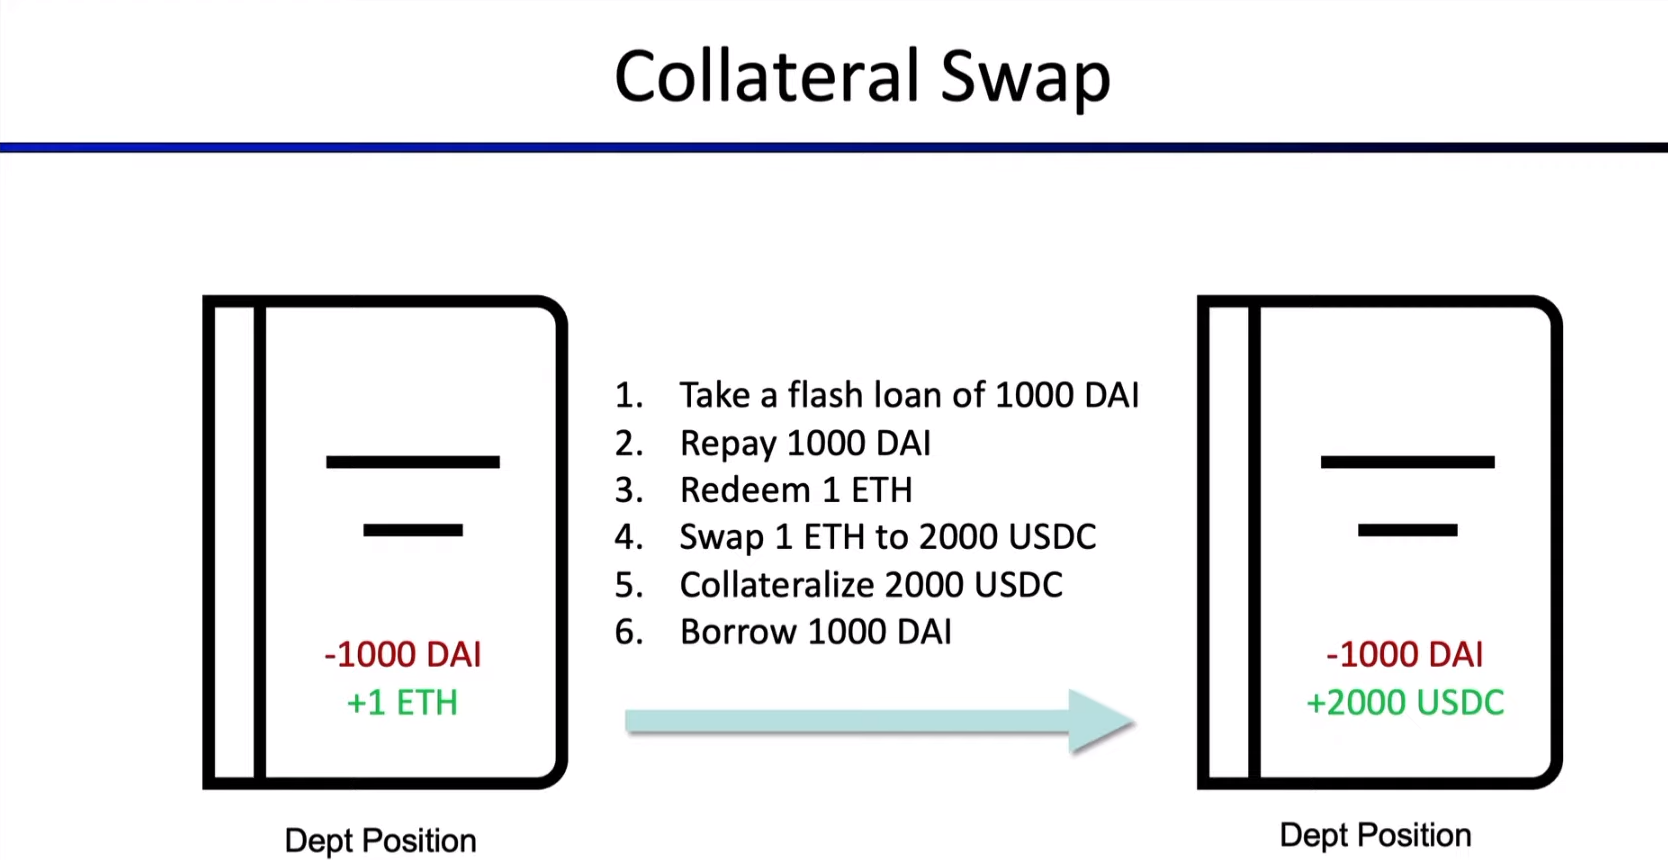 Collateral Swap
1. Take a flash loan of 1000 DAI
2. Repay 1000 DAI
3. Redeem 1 ETH
4. Swap 1 ETH to 2000 USDC
5. Collateralize 2000 USDC
6. Borrow 1000 DAI
-1000 DAI
+1 ETH
Dept Position
-1000 DAI
+2000 USDC
Dept Position